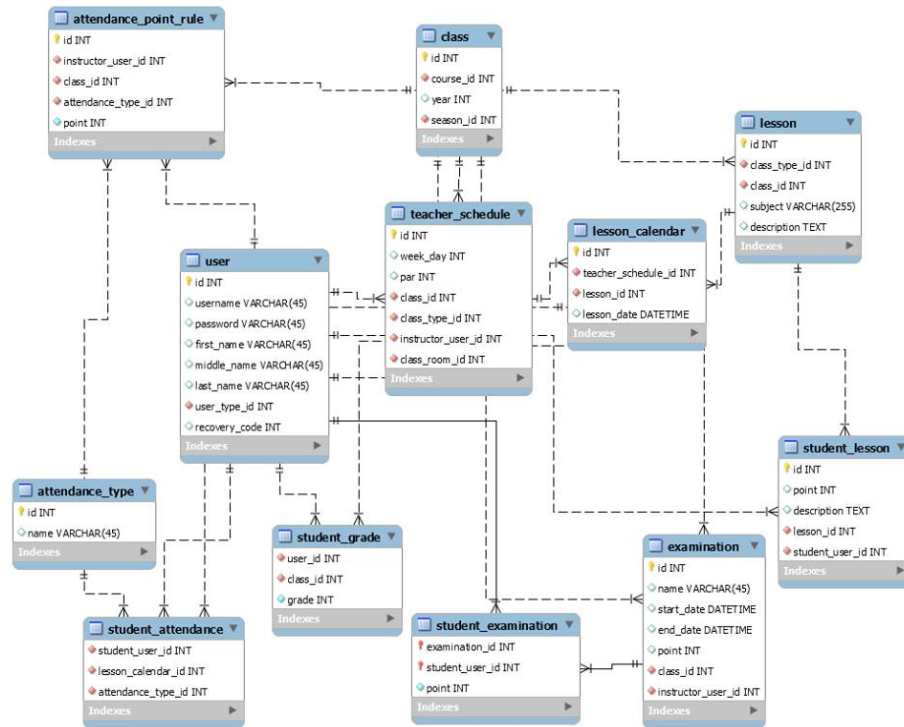 attendance_point_rule
id INT
instructor_user_id INT
class_id INT
attendance_type_id INT
point INT
Indexes
class
id INT
course_id INT
year INT
season_id INT
Indexes
lesson
id INT
class_type_id INT
class_id INT
subject VARCHAR(255)
description TEXT
Indexes
teacher_schedule
id INT
week_day INT
par INT
class_id INT
class_type_id INT
instructor_user_id INT
class_room_id INT
Indexes
lesson_calendar
id INT
teacher_schedule_id INT
lesson_id INT
lesson_date DATETIME
Indexes
user
id INT
username VARCHAR(45)
password VARCHAR(45)
first_name VARCHAR(45)
middle_name VARCHAR(45)
last_name VARCHAR(45)
user_type_id INT
recovery_code INT
Indexes
student_lesson
id INT
point INT
description TEXT
lesson_id INT
student_user_id INT
Indexes
attendance_type
id INT
name VARCHAR(45)
Indexes
student_grade
user_id INT
class_id INT
grade INT
Indexes
examination
id INT
name VARCHAR(45)
start_date DATETIME
end_date DATETIME
point INT
class_id INT
instructor_user_id INT
Indexes
student_attendance
student_user_id INT
lesson_calendar_id INT
attendance_type_id INT
Indexes
student_examination
examination_id INT
student_user_id INT
point INT
Indexes